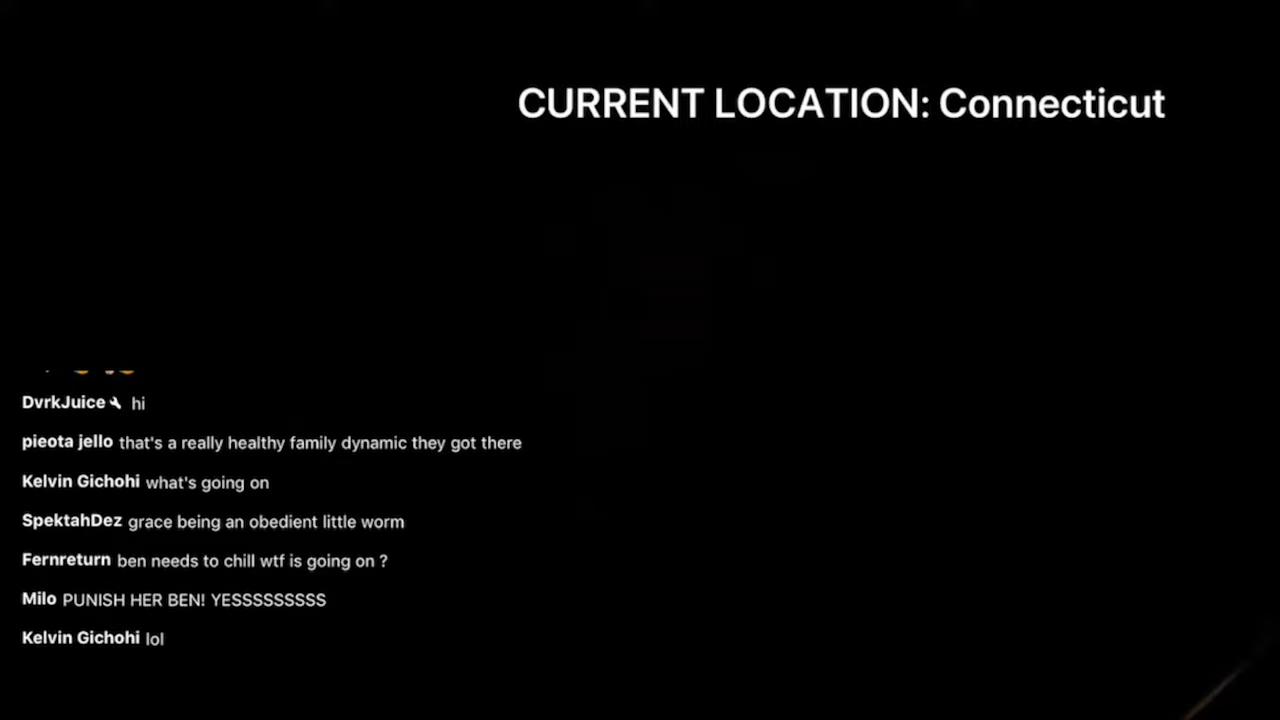 CURRENT LOCATION: Connecticut
DvrkJuice hi
pieota jello that's a really healthy family dynamic they got there
Kelvin Gichohi what's going on
SpektahDez grace being an obedient little worm
Fernreturn ben needs to chill wtf is going on ?
Milo PUNISH HER BEN! YESSSSSSSSS
Kelvin Gichohi lol